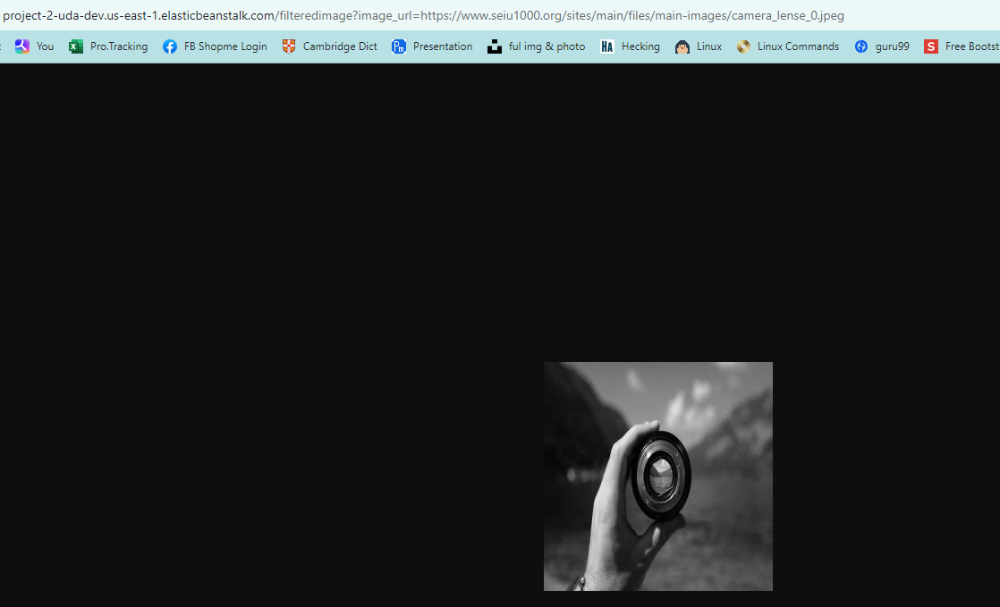 project-2-uda-dev.us-east-1.elasticbeanstalk.com/filteredimage?image_url=https://www.seiu1000.org/sites/main/files/main-images/camera_lense_0.jpeg
You Pro.Tracking FB Shopme Login Cambridge Dict Pm Presentation ful img & photo HA Hecking Linux Linux Commands guru99 S Free Bootst